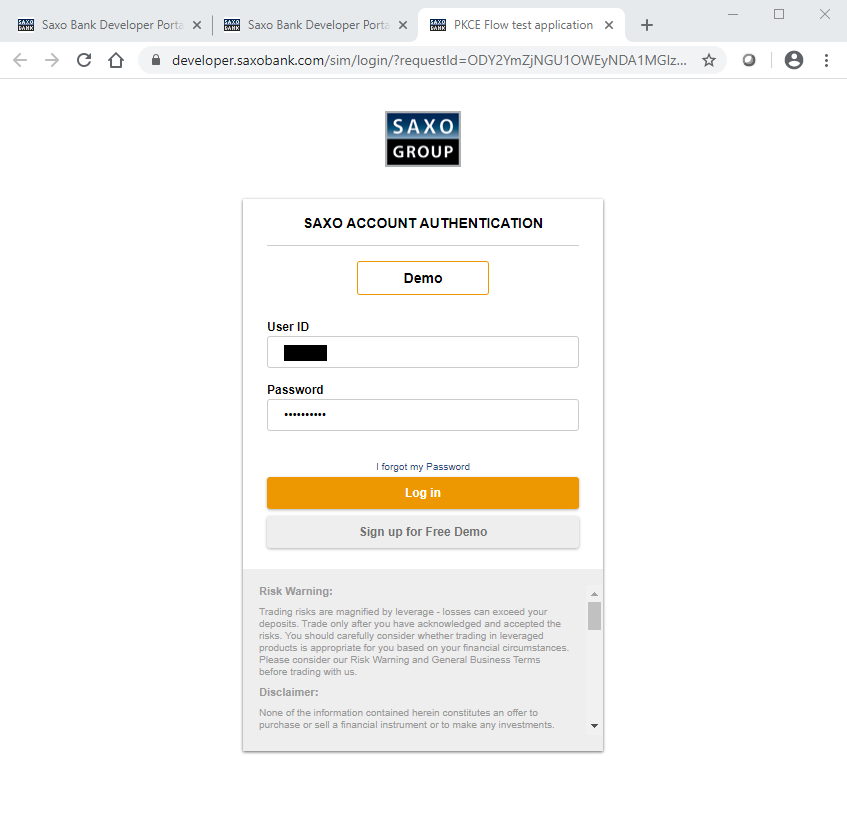 Saxo Bank Developer Porta
Saxo Bank Developer Porta
PKCE Flow test application
developer.saxobank.com/sim/login/?requestId=ODY2YmZjNGU1OWEyNDA1MGIz...
SAXO
GROUP
SAXO ACCOUNT AUTHENTICATION
Demo
User ID
Password
••••••••••
I forgot my Password
Log in
Sign up for Free Demo
Risk Warning:
Trading risks are magnified by leverage - losses can exceed your
deposits. Trade only after you have acknowledged and accepted the
risks. You should carefully consider whether trading in leveraged
products is appropriate for you based on your financial circumstances.
Please consider our Risk Warning and General Business Terms
before trading with us.
Disclaimer:
None of the information contained herein constitutes an offer to
purchase or sell a financial instrument or to make any investments.